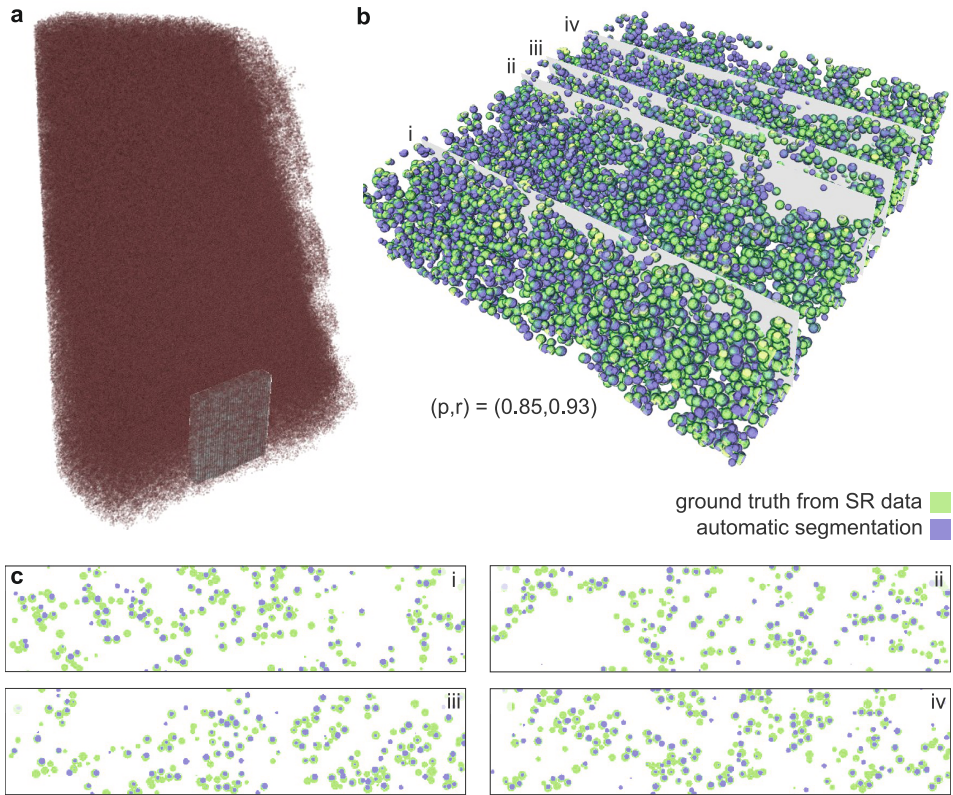 a
b
iv
iii
ii
i
(p,r) = (0.85,0.93)
ground truth from SR data
automatic segmentation
c
i
ii
iii
iv